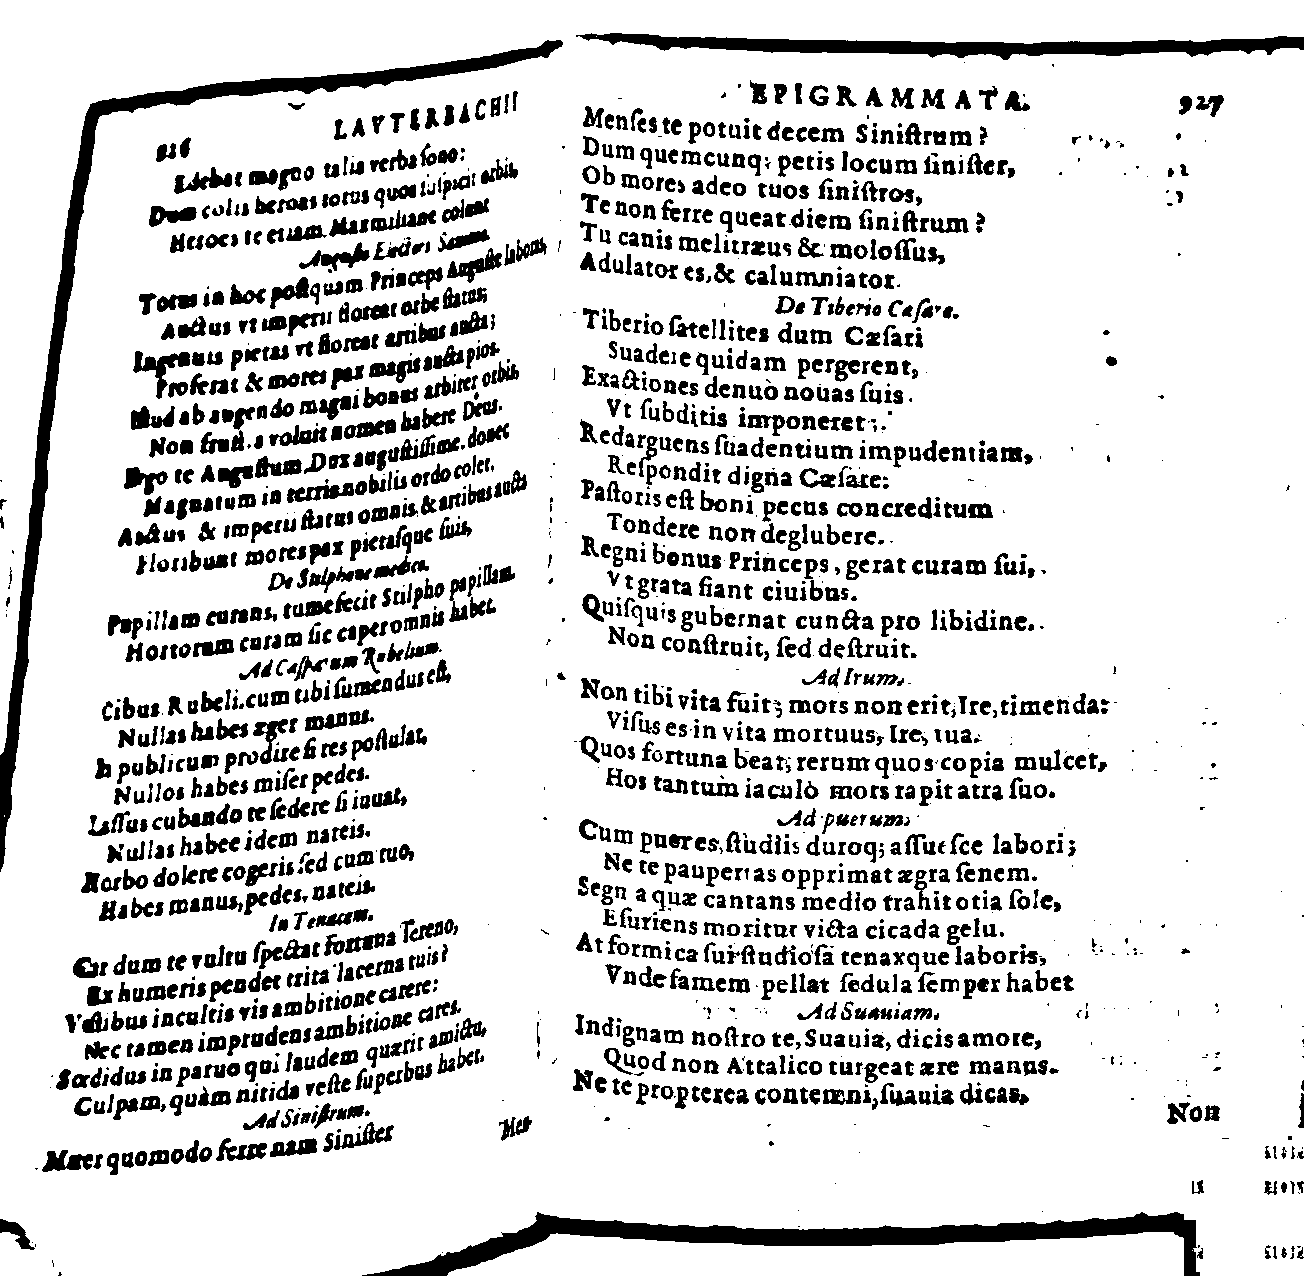 926 LAVTERBACHII
Edebat magno talia verba sono:
Dum colis heroas totus quos suspicit orbis,
Heroes te etiam Maxmiliane colent
Augusto Saxon.
Totus in hoc postquam Princeps Auguste laboras,
Auctus vt imperii floreat orbe status;
Ingenuis pietas vt floreat artibus aucta;
Proferat & mores pax magis aucta pios.
Illud ab augendo magni bonus arbiter orbis,
Non frustra voluit nomen habere Deus.
Ergo te Augustum, Dux augustissime, donec
Magnatum in terris nobilis ordo colet.
Auctus & imperii status omnis, & artibus aucta
Floribunt mores pax pietasque suis,
De Stilphone medico.
Papillam curans, tumefecit Stilpho papillam.
Hortorum curam sic caper omnis habet.
Ad Casparum Rubelium.
Cibus Rubeli, cum tibi sumendus est,
Nullas habes æger manus.
In publicum prodire si res postulat,
Nullos habes miser pedes.
Lassus cubando te sedere si iuuat,
Nullas habee idem nateis.
Morbo dolere cogeris sed cum tuo,
Habes manus, pedes, nateis.
In Tenacem.
Cur dum te vultu spectat Fortuna sereno,
Ex humeris pendet trita lacerna tuis?
Vestibus incultis vis ambitione carere:
Nec tamen imprudens ambitione cares.
Sordidus in paruo qui laudem quærit amictu,
Culpam, quàm nitida veste superbus habet.
Ad Sinistrum.
Mater quomodo ferre nam Sinister
Men-
EPIGRAMMATA. 927
Menses te potuit decem Sinistrum?
Dum quemcunq; petis locum sinister,
Ob mores adeo tuos sinistros,
Te non ferre queat diem sinistrum?
Tu canis melitæus & molossus,
Adulator es, & calumniator.
De Tiberio Cæsare.
Tiberio satellites dum Cæsari
Suadere quidam pergerent,
Exactiones denuò nouas suis.
Vt subditis imponeret;
Redarguens suadentium impudentiam,
Respondit digna Cæsare:
Pastoris est boni pecus concreditum
Tondere non deglubere.
Regni bonus Princeps, gerat curam sui,
Vt grata fiant ciuibus.
Quisquis gubernat cuncta pro libidine.
Non construit, sed destruit.
Ad Irum.
Non tibi vita fuit; mors non erit, Ire, timenda:
Visus es in vita mortuus, Ire, tua.
Quos fortuna beat; rerum quos copia mulcet,
Hos tantum iaculò mors rapit atra suo.
Ad puerum.
Cum puer es, studiis duroq; assuesce labori;
Ne te paupertas opprimat ægra senem.
Segn a quæ cantans medio trahit otia sole,
Esuriens moritur victa cicada gelu.
At formica sui studiosa tenaxque laboris,
Vnde famem pellat sedula semper habet
Ad Suauiam.
Indignam nostro te, Suauia, dicis amore,
Quod non Attalico turgeat ære manus.
Ne te propterea contemni, suauia dicas,
Non